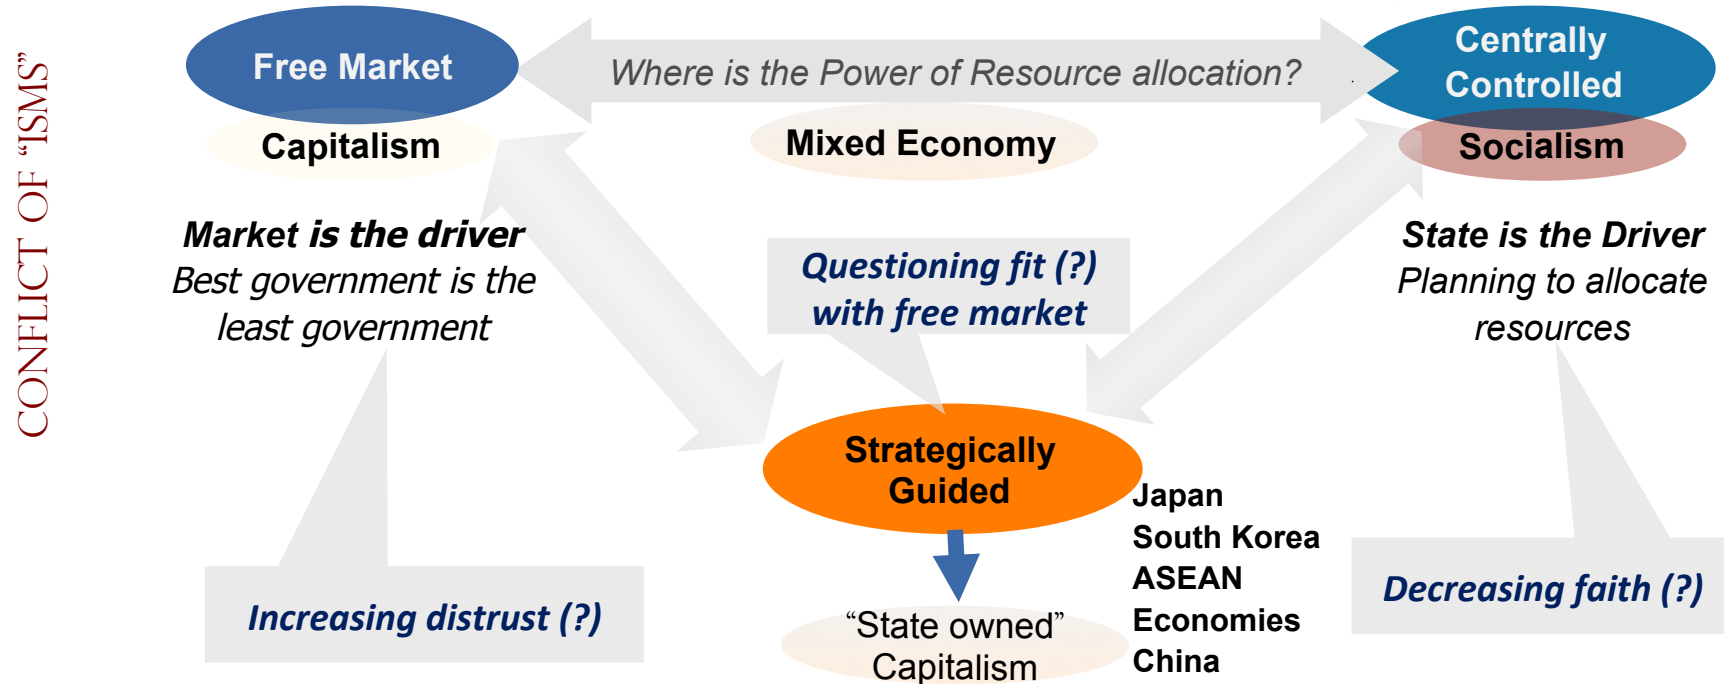 CONFLICT OF “ISMS”
Free Market
Where is the Power of Resource allocation?
Centrally
Controlled
Capitalism
Mixed Economy
Socialism
Market is the driver
Best government is the
least government
Questioning fit (?)
with free market
State is the Driver
Planning to allocate
resources
Strategically
Guided
Japan
South Korea
ASEAN
Economies
China
Increasing distrust (?)
Decreasing faith (?)
“State owned”
Capitalism